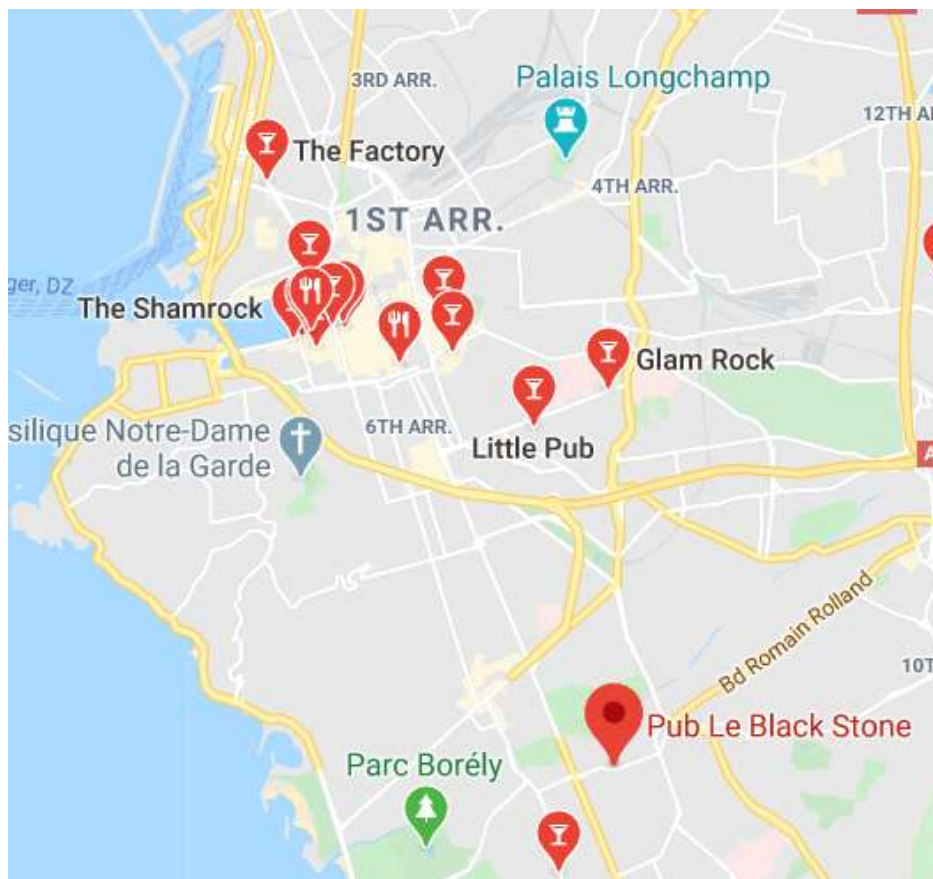 Palais Longchamp
3RD ARR.
12TH A
The Factory
4TH ARR.
1ST ARR.
ger, DZ
The Shamrock
Glam Rock
6TH ARR.
Little Pub
silique Notre-Dame
de la Garde
A
Bd Romain Rolland
10T
Pub Le Black Stone
Parc Borély